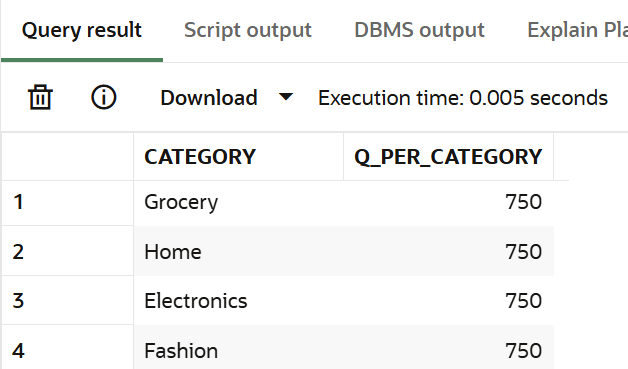 Query result Script output DBMS output Explain Pla
Download Execution time: 0.005 seconds
CATEGORY Q_PER_CATEGORY
1 Grocery 750
2 Home 750
3 Electronics 750
4 Fashion 750